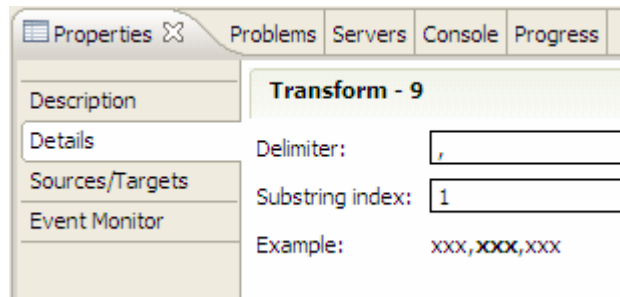 Properties Problems Servers Console Progress
Transform - 9
Description
Details
Sources/Targets
Event Monitor
Delimiter: ,
Substring index: 1
Example: xxx,xxx,xxx